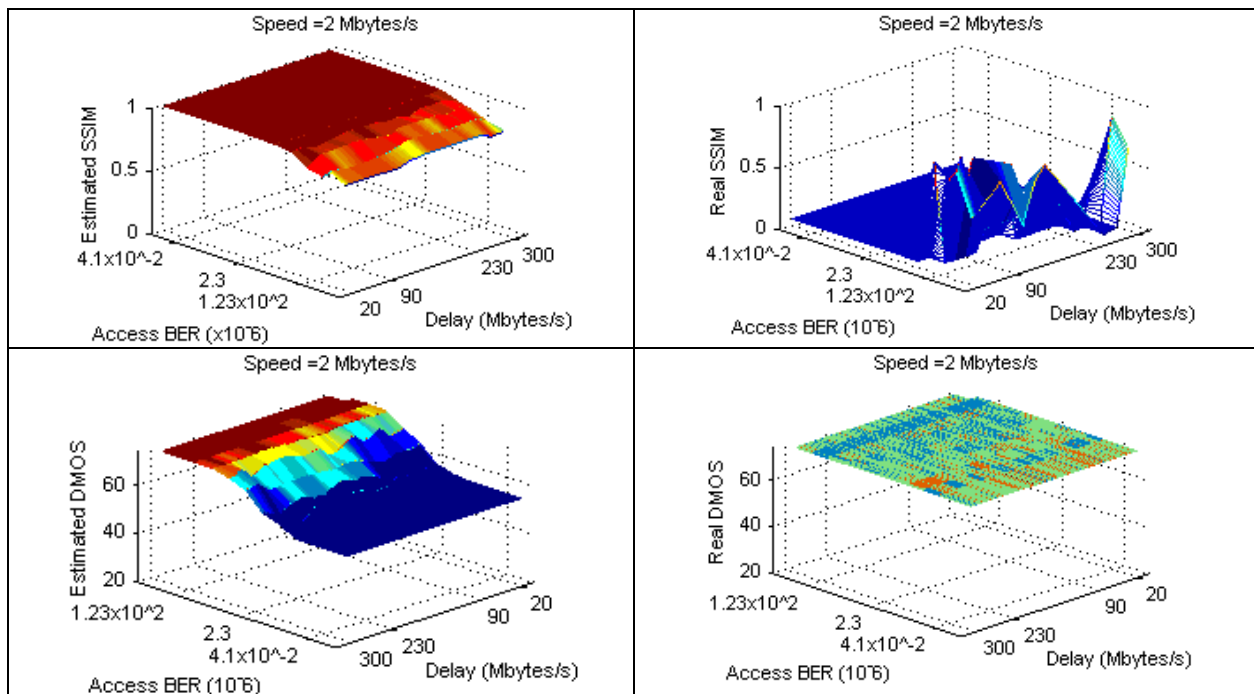 Speed =2 Mbytes/s
Estimated SSIM
1
0.5
0
4.1x10^-2
2.3
1.23x10^2
Access BER (x10^-6)
20
90
230
300
Delay (Mbytes/s)
Speed =2 Mbytes/s
Real SSIM
1
0.5
0
4.1x10^-2
2.3
1.23x10^2
Access BER (10^-6)
20
90
230
300
Delay (Mbytes/s)
Speed =2 Mbytes/s
Estimated DMOS
60
40
20
1.23x10^2
2.3
4.1x10^-2
Access BER (10^-6)
300
230
90
20
Delay (Mbytes/s)
Speed =2 Mbytes/s
Real DMOS
60
40
20
1.23x10^2
2.3
4.1x10^-2
Access BER (10^-6)
300
230
90
20
Delay (Mbytes/s)